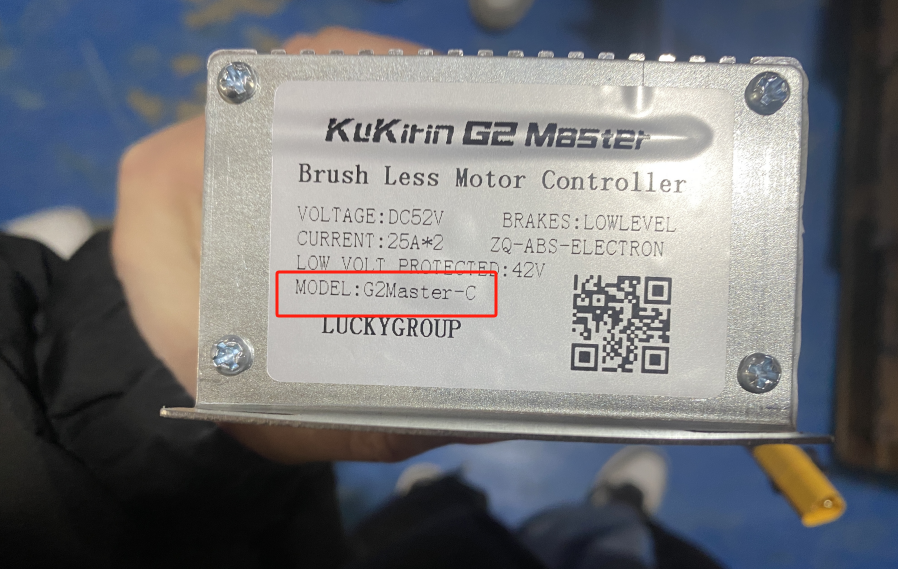 KuKirin G2 Master
Brush Less Motor Controller
VOLTAGE:DC52V BRAKES:LOWLEVEL
CURRENT:25A*2 ZQ-ABS-ELECTRON
LOW VOLT PROTECTED:42V
MODEL:G2Master-C
LUCKYGROUP